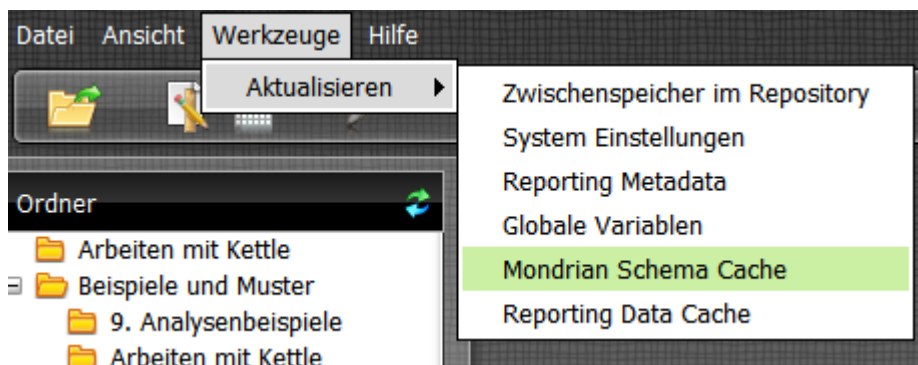 Datei Ansicht Werkzeuge Hilfe
Aktualisieren
Zwischenspeicher im Repository
System Einstellungen
Reporting Metadata
Globale Variablen
Mondrian Schema Cache
Reporting Data Cache
Ordner
Arbeiten mit Kettle
Beispiele und Muster
9. Analysenbeispiele
Arbeiten mit Kettle